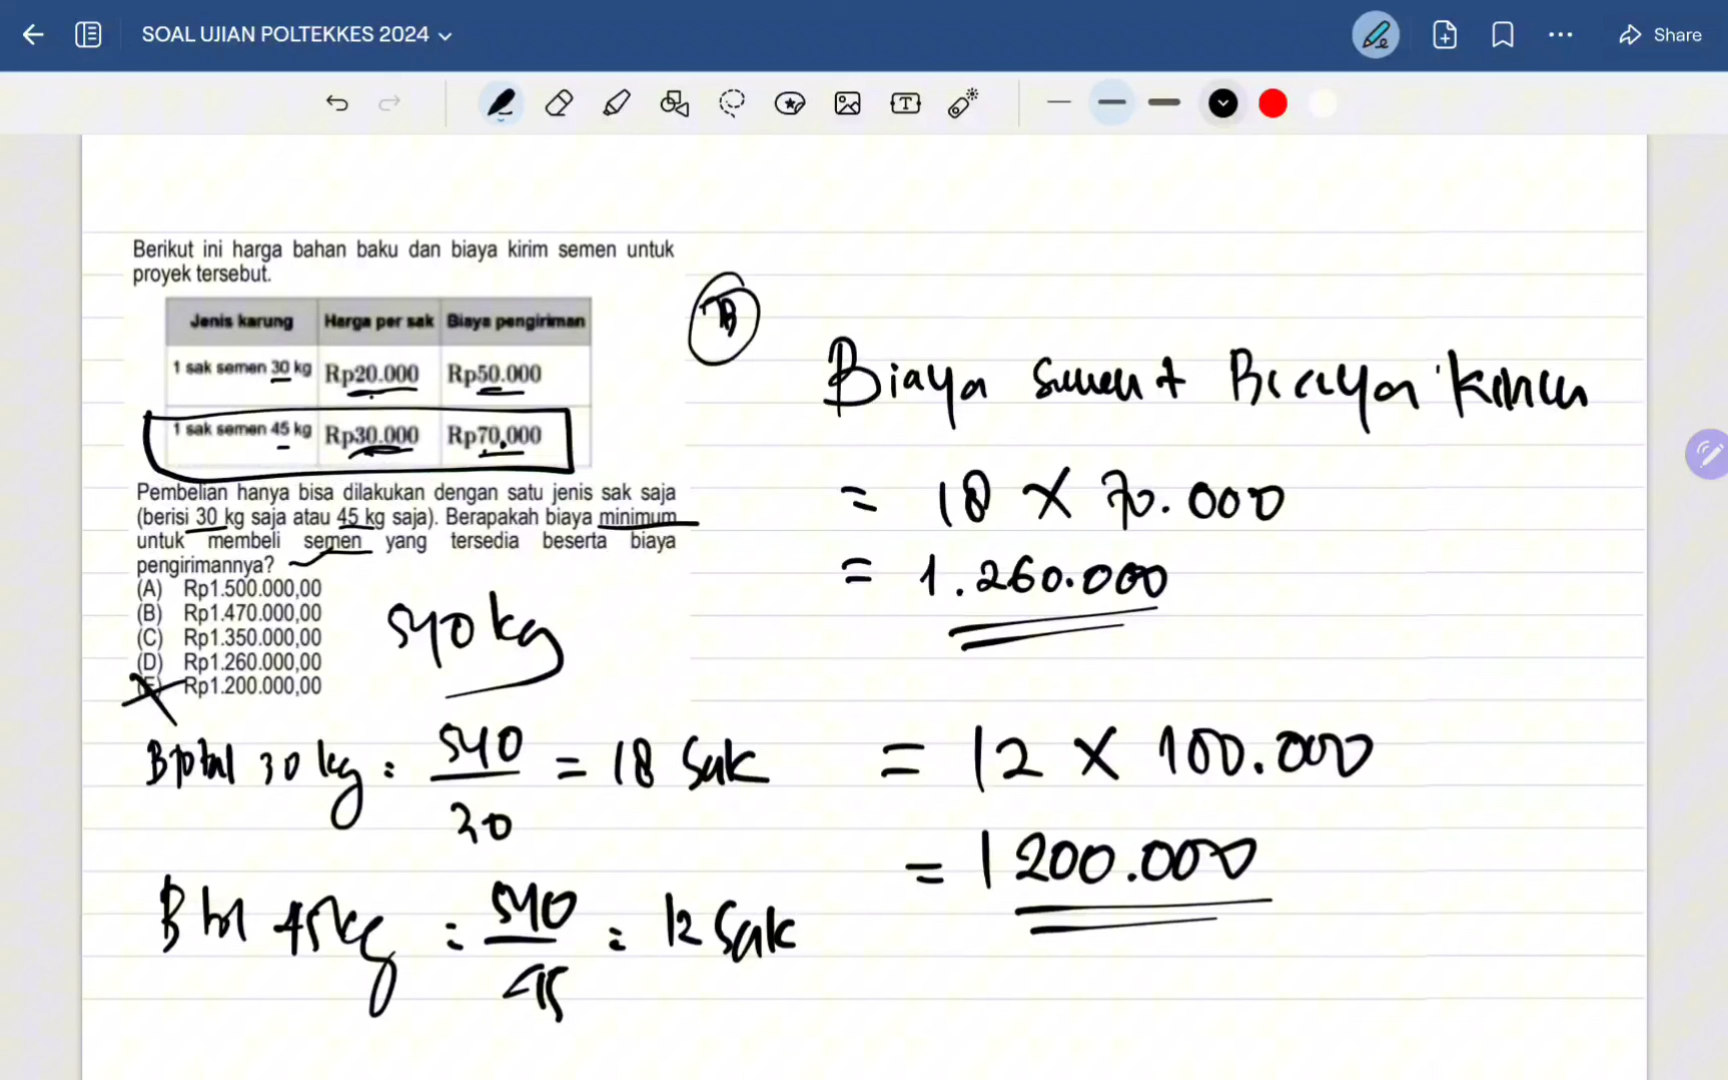 SOAL UJIAN POLTEKKES 2024
Share
Berikut ini harga bahan baku dan biaya kirim semen untuk
proyek tersebut.
Jenis karung Harga per sak Biaya pengiriman
1 sak semen 30 kg Rp20.000 Rp50.000
1 sak semen 45 kg Rp30.000 Rp70.000
Pembelian hanya bisa dilakukan dengan satu jenis sak saja
(berisi 30 kg saja atau 45 kg saja). Berapakah biaya minimum
untuk membeli semen yang tersedia beserta biaya
pengirimannya?
(A) Rp1.500.000,00
(B) Rp1.470.000,00
(C) Rp1.350.000,00
(D) Rp1.260.000,00
(E) Rp1.200.000,00
540 kg
B total 30 kg = 540 / 30 = 18 Sak
B tot 45 kg = 540 / 45 = 12 Sak
B
Biaya semen + Biaya kirim
= 18 × 70.000
= 1.260.000
= 12 × 100.000
= 1 200.000